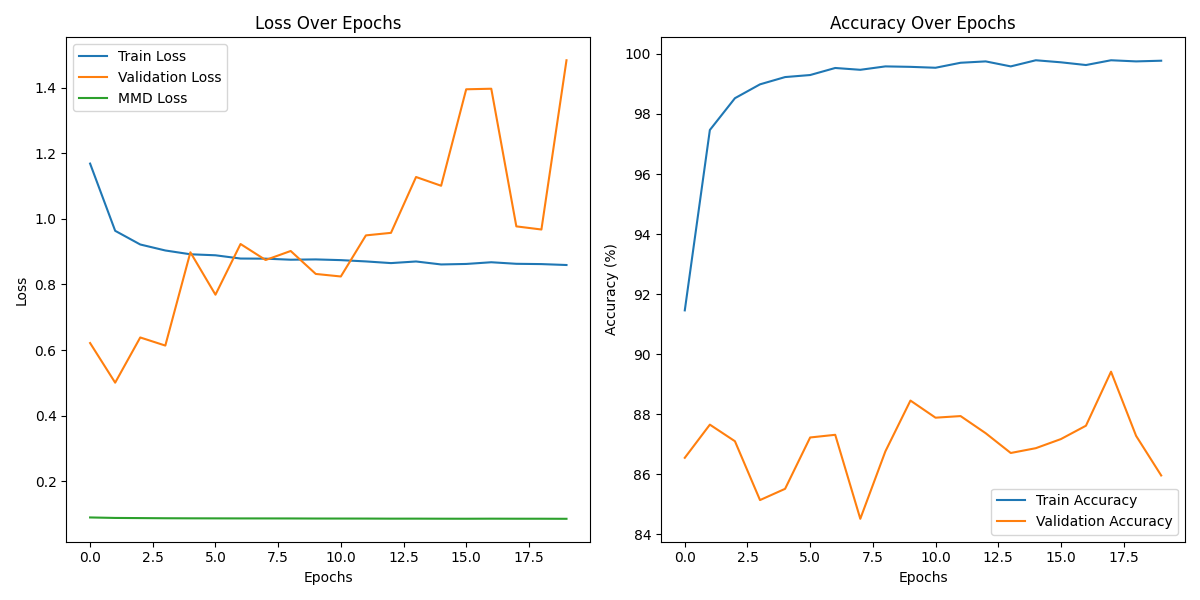 Loss Over Epochs
Train Loss
Validation Loss
MMD Loss
1.4
1.2
1.0
0.8
0.6
0.4
0.2
Loss
0.0 2.5 5.0 7.5 10.0 12.5 15.0 17.5
Epochs
Accuracy Over Epochs
100
98
96
94
92
90
88
86
84
Accuracy (%)
Train Accuracy
Validation Accuracy
0.0 2.5 5.0 7.5 10.0 12.5 15.0 17.5
Epochs